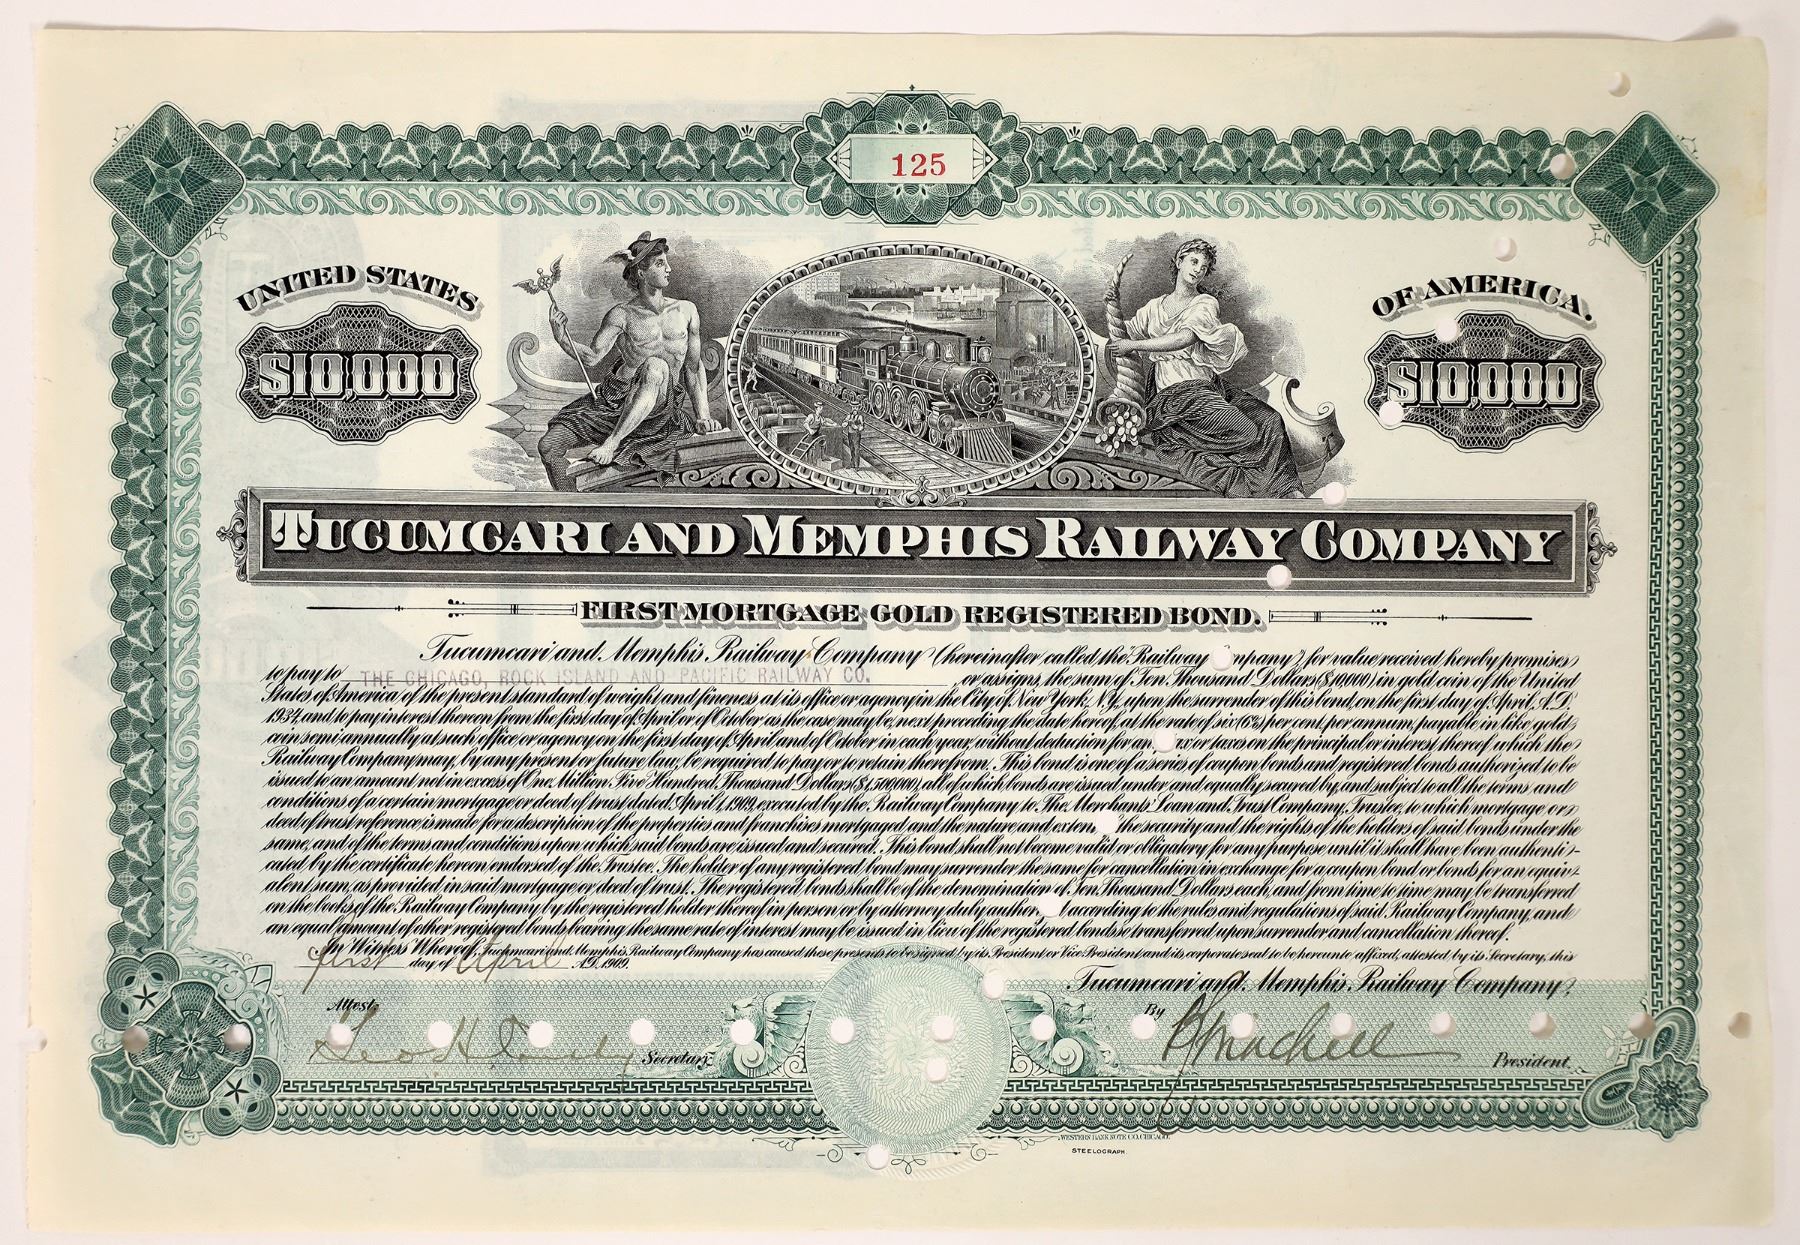 125
UNITED STATES
OF AMERICA.
$10,000
$10,000
TUCUMCARI AND MEMPHIS RAILWAY COMPANY
FIRST MORTGAGE GOLD REGISTERED BOND.
Tucumcari and Memphis Railway Company (hereinafter called the "Railway mpany"), for value received hereby promises
to pay to THE CHICAGO, ROCK ISLAND AND PACIFIC RAILWAY CO. or assigns, the sum of Ten Thousand Dollars ($10,000) in gold coin of the United
States of America of the present standard of weight and fineness at its office or agency in the City of New York, N.Y., upon the surrender of this bond, on the first day of April, A.D.
1934, and to pay interest thereon from the first day of April or of October as the case may be, next preceding the date hereof, at the rate of six (6%) per cent. per annum, payable in like gold
coin semi annually at such office or agency on the first day of April and of October in each year, without deduction for an ax or taxes on the principal or interest thereof, which the
Railway Company may, by any present or future law, be required to pay or to retain therefrom. This bond is one of a series of coupon bonds and registered bonds authorized to be
issued to an amount not in excess of One Million Five Hundred Thousand Dollars ($1,500,000), all of which bonds are issued under and equally secured by, and subject to all the terms and
conditions of a certain mortgage or deed of trust dated April 1, 1909, executed by the Railway Company to The Merchants' Loan and Trust Company, Trustee, to which mortgage or
deed of trust reference is made for a description of the properties and franchises mortgaged and the nature and exten the security and the rights of the holders of said bonds under the
same, and of the terms and conditions upon which said bonds are issued and secured. This bond shall not become valid or obligatory for any purpose until it shall have been authenti-
cated by the certificate hereon endorsed of the Trustee. The holder of any registered bond may surrender the same for cancellation in exchange for a coupon bond or bonds for an equiv-
alent sum, as provided in said mortgage or deed of trust. The registered bonds shall be of the denomination of Ten Thousand Dollars each, and from time to time may be transferred
on the books of the Railway Company by the registered holder thereof in person or by attorney duly author d according to the rules and regulations of said Railway Company, and
an equal amount of other registered bonds bearing the same rate of interest may be issued in lieu of the registered bonds so transferred upon surrender and cancellation thereof.
In Witness Whereof, Tucumcari and Memphis Railway Company has caused these presents to be signed by its President or Vice President and its corporate seal to be hereunto affixed, attested by its Secretary, this
first day of April A.D. 1909.
Tucumcari and Memphis Railway Company,
Attest:
Secretary.
By
President.
WESTERN BANK NOTE CO. CHICAGO.
STEELOGRAPH.